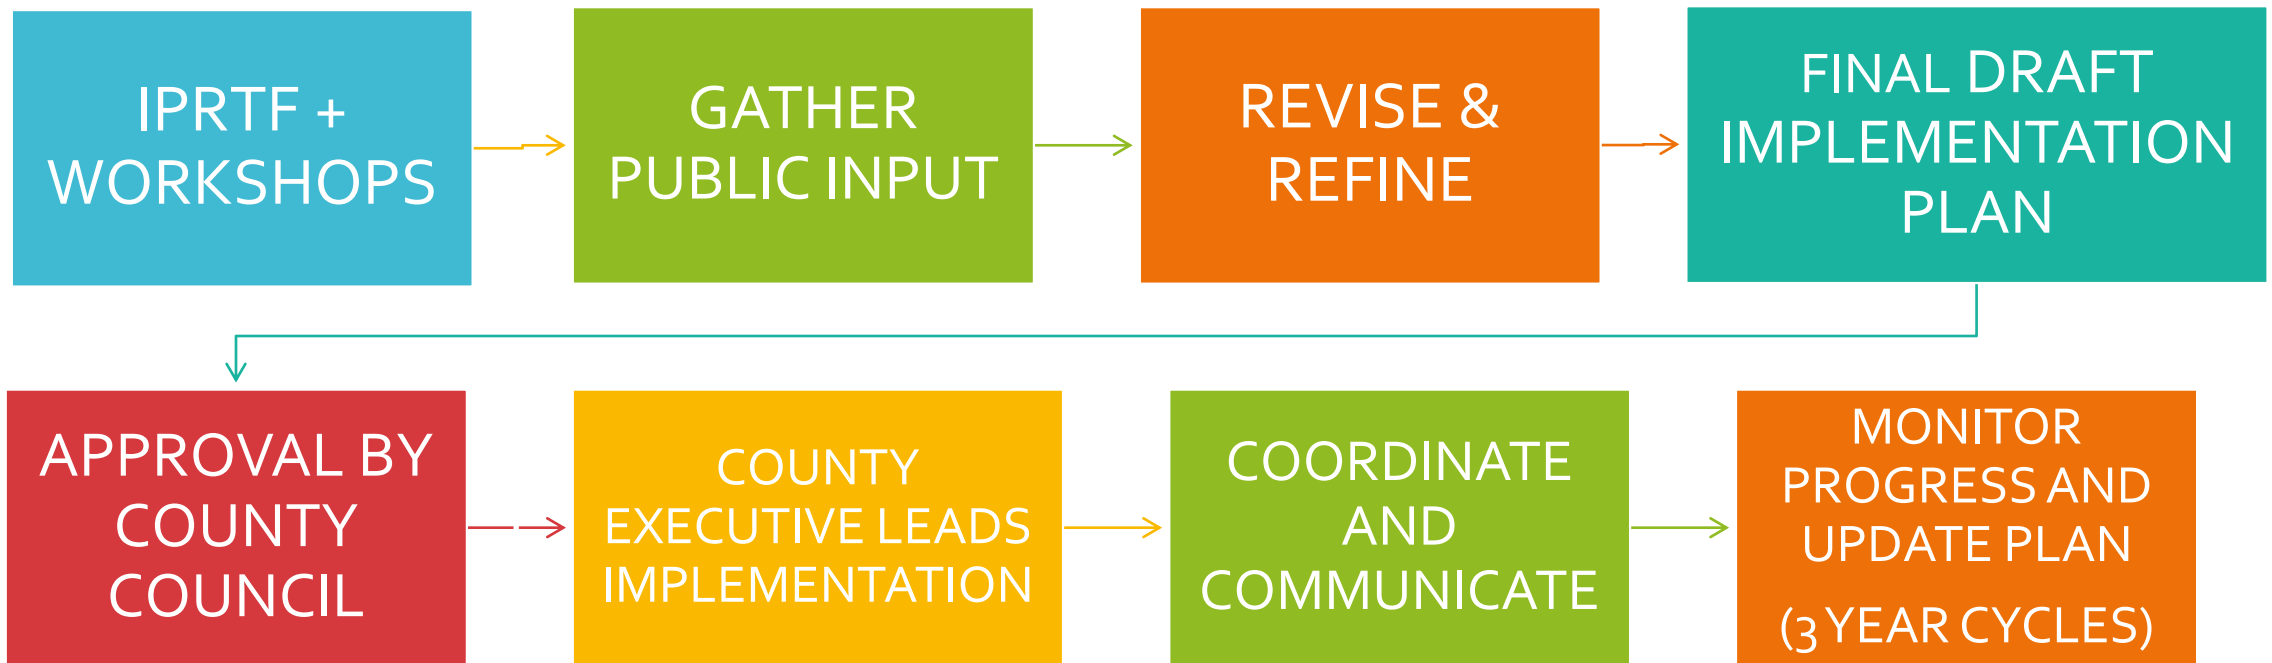 IPRTF +
WORKSHOPS
GATHER
PUBLIC INPUT
REVISE &
REFINE
FINAL DRAFT
IMPLEMENTATION
PLAN
APPROVAL BY
COUNTY
COUNCIL
COUNTY
EXECUTIVE LEADS
IMPLEMENTATION
COORDINATE
AND
COMMUNICATE
MONITOR
PROGRESS AND
UPDATE PLAN
(3 YEAR CYCLES)